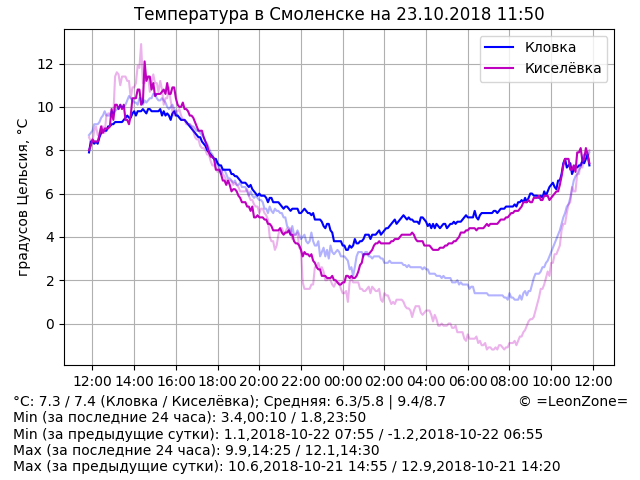 Температура в Смоленске на 23.10.2018 11:50
Кловка
Киселёвка
градусов Цельсия, °C
12
10
8
6
4
2
0
12:00 14:00 16:00 18:00 20:00 22:00 00:00 02:00 04:00 06:00 08:00 10:00 12:00
°C: 7.3 / 7.4 (Кловка / Киселёвка); Средняя: 6.3/5.8 | 9.4/8.7 © =LeonZone=
Min (за последние 24 часа): 3.4,00:10 / 1.8,23:50
Min (за предыдущие сутки): 1.1,2018-10-22 07:55 / -1.2,2018-10-22 06:55
Max (за последние 24 часа): 9.9,14:25 / 12.1,14:30
Max (за предыдущие сутки): 10.6,2018-10-21 14:55 / 12.9,2018-10-21 14:20